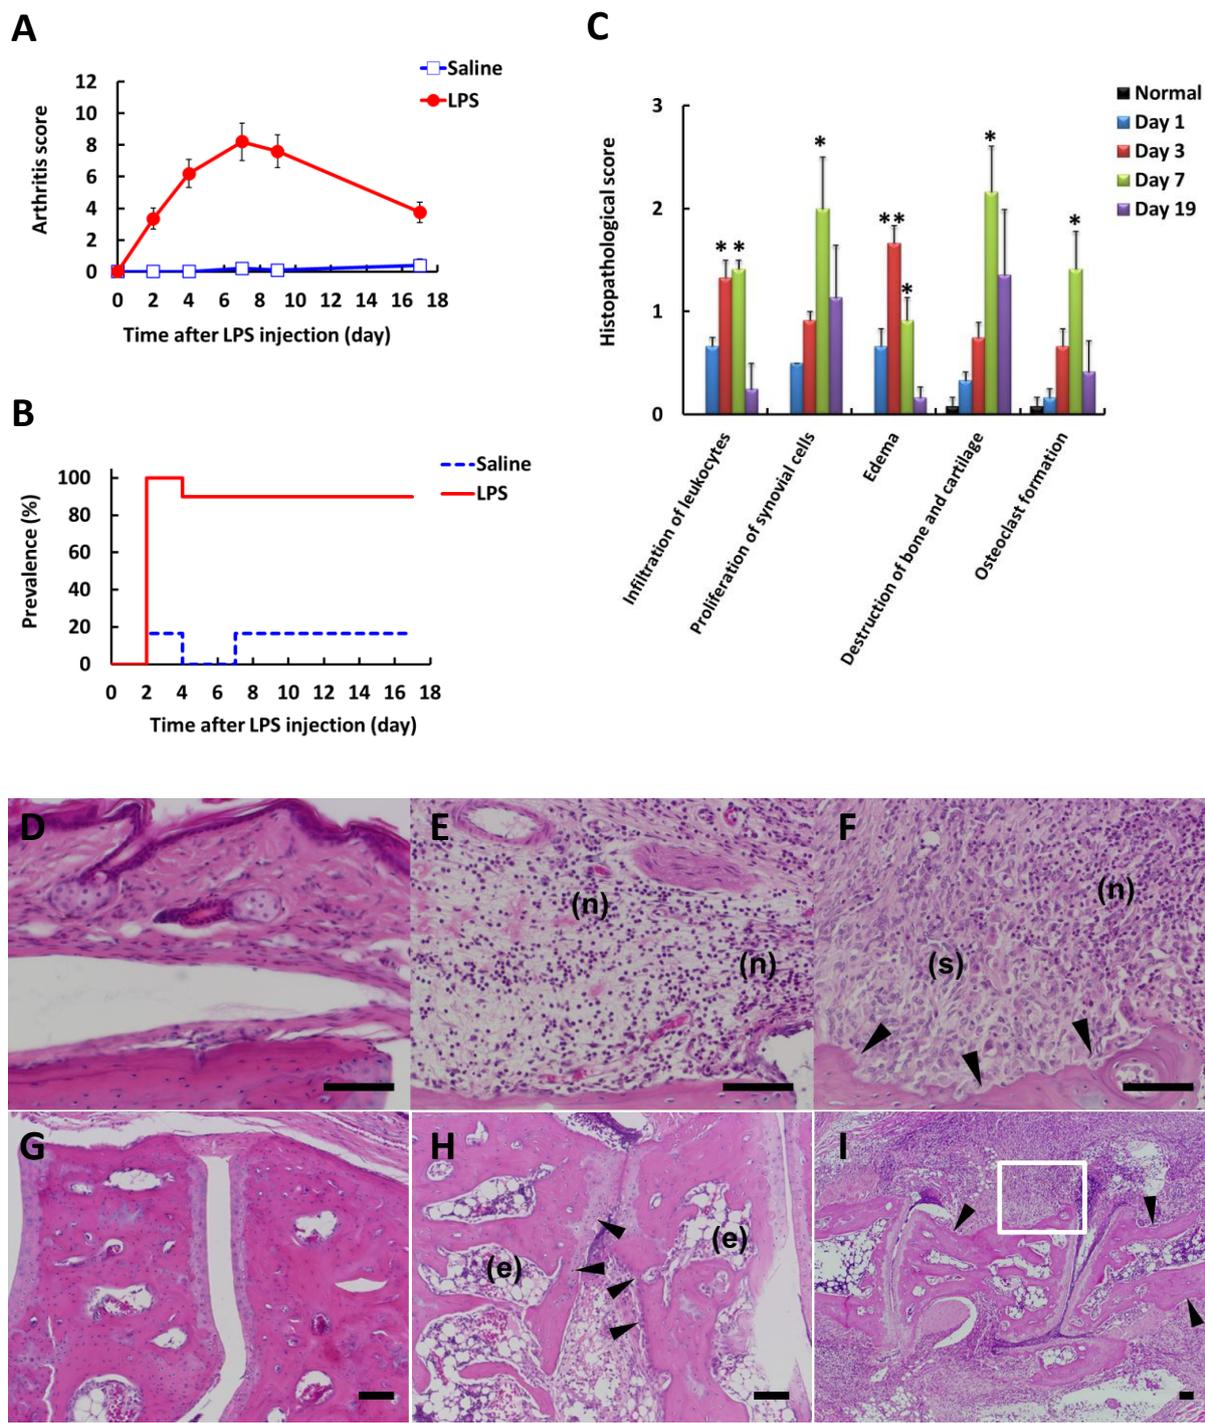 A
Saline
LPS
12
10
8
6
4
2
0
Arthritis score
0 2 4 6 8 10 12 14 16 18
Time after LPS injection (day)
B
Saline
LPS
100
80
60
40
20
0
Prevalence (%)
0 2 4 6 8 10 12 14 16 18
Time after LPS injection (day)
C
Normal
Day 1
Day 3
Day 7
Day 19
3
2
1
0
Histopathological score
* *
*
**
*
*
*
Infiltration of leukocytes
Proliferation of synovial cells
Edema
Destruction of bone and cartilage
Osteoclast formation
D
E
(n)
(n)
F
(n)
(s)
G
H
(e)
(e)
I